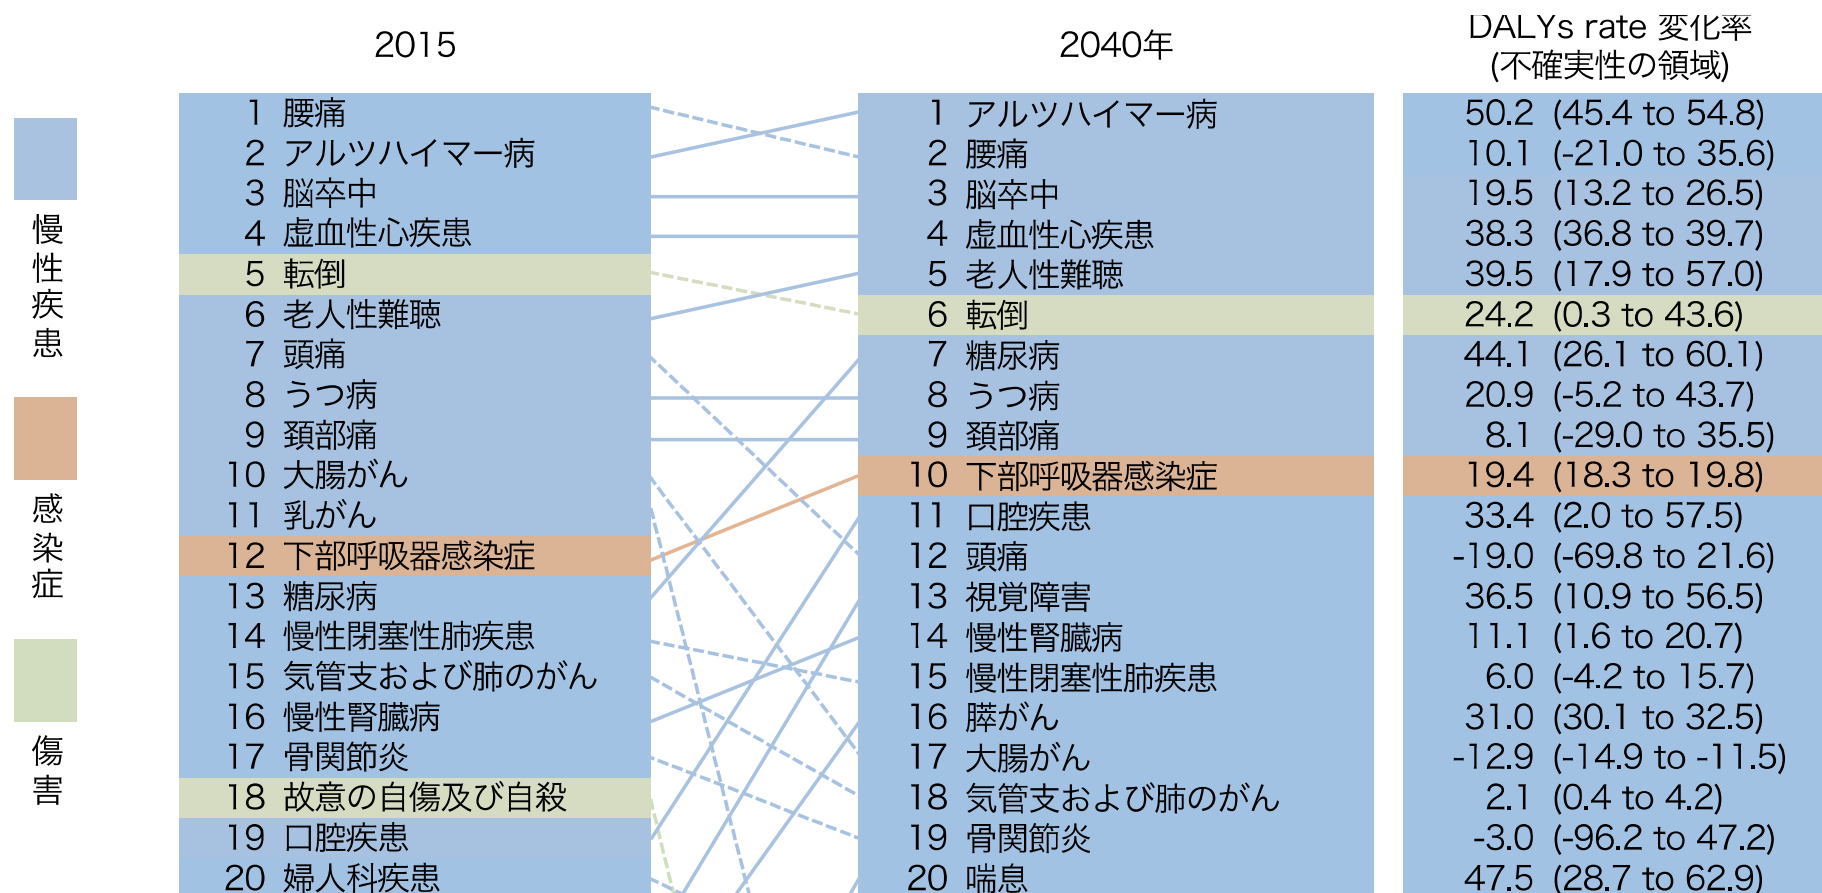 2015
2040年
DALYs rate 変化率
(不確実性の領域)
慢性疾患
感染症
傷害
1 腰痛
2 アルツハイマー病
3 脳卒中
4 虚血性心疾患
5 転倒
6 老人性難聴
7 頭痛
8 うつ病
9 頚部痛
10 大腸がん
11 乳がん
12 下部呼吸器感染症
13 糖尿病
14 慢性閉塞性肺疾患
15 気管支および肺のがん
16 慢性腎臓病
17 骨関節炎
18 故意の自傷及び自殺
19 口腔疾患
20 婦人科疾患
1 アルツハイマー病
2 腰痛
3 脳卒中
4 虚血性心疾患
5 老人性難聴
6 転倒
7 糖尿病
8 うつ病
9 頚部痛
10 下部呼吸器感染症
11 口腔疾患
12 頭痛
13 視覚障害
14 慢性腎臓病
15 慢性閉塞性肺疾患
16 膵がん
17 大腸がん
18 気管支および肺のがん
19 骨関節炎
20 喘息
50.2 (45.4 to 54.8)
10.1 (-21.0 to 35.6)
19.5 (13.2 to 26.5)
38.3 (36.8 to 39.7)
39.5 (17.9 to 57.0)
24.2 (0.3 to 43.6)
44.1 (26.1 to 60.1)
20.9 (-5.2 to 43.7)
8.1 (-29.0 to 35.5)
19.4 (18.3 to 19.8)
33.4 (2.0 to 57.5)
-19.0 (-69.8 to 21.6)
36.5 (10.9 to 56.5)
11.1 (1.6 to 20.7)
6.0 (-4.2 to 15.7)
31.0 (30.1 to 32.5)
-12.9 (-14.9 to -11.5)
2.1 (0.4 to 4.2)
-3.0 (-96.2 to 47.2)
47.5 (28.7 to 62.9)